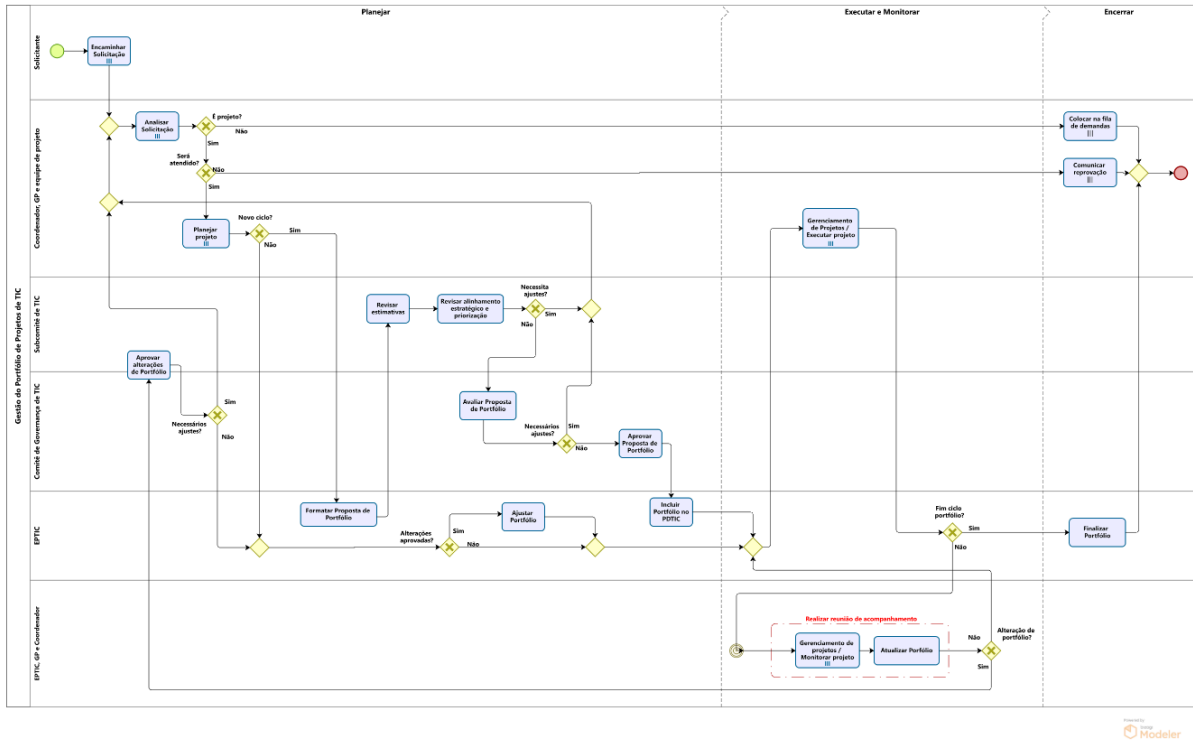 Planejar
Executar e Monitorar
Encerrar
Gestão do Portfólio de Projetos de TIC
Solicitante
Encaminhar
Solicitação
Coordenador, GP e equipe de projeto
Analisar
Solicitação
É projeto?
Não
Sim
Será
atendido?
Não
Sim
Planejar
projeto
Novo ciclo?
Sim
Não
Gerenciamento
de Projetos /
Executar projeto
Colocar na fila
de demandas
Comunicar
reprovação
Subcomitê de TIC
Revisar
estimativas
Revisar alinhamento
estratégico e
priorização
Necessita
ajustes?
Sim
Não
Aprovar
alterações
de Portfólio
Comitê de Governança de TIC
Necessários
ajustes?
Sim
Não
Avaliar Proposta
de Portfólio
Necessários
ajustes?
Sim
Não
Aprovar
Proposta de
Portfólio
EPTIC
Formatar Proposta de
Portfólio
Alterações
aprovadas?
Sim
Não
Ajustar
Portfólio
Incluir
Portfólio no
PDTIC
Fim ciclo
portfólio?
Sim
Não
Finalizar
Portfólio
EPTIC, GP e Coordenador
Realizar reunião de acompanhamento
Gerenciamento de
projetos /
Monitorar projeto
Atualizar Porfólio
Alteração de
portfólio?
Não
Sim
Powered by
bizagi
Modeler